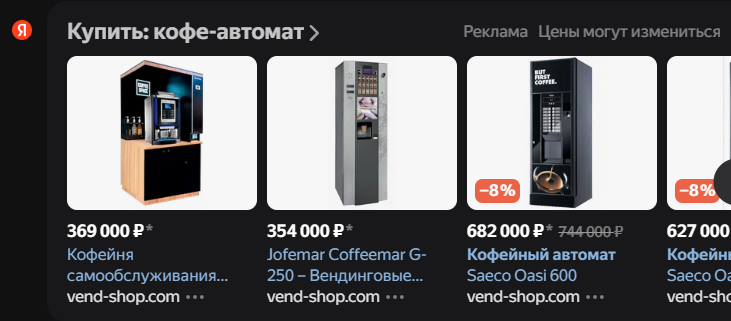 Я
Купить: кофе-автомат >
Реклама Цены могут измениться
BUT
FIRST
COFFEE.
−8%
−8%
369 000 ₽*
354 000 ₽*
682 000 ₽* 744 000 ₽
627 000
Кофейня
самообслуживания...
vend-shop.com
Jofemar Coffeemar G-
250 – Вендинговые...
vend-shop.com
Кофейный автомат
Saeco Oasi 600
vend-shop.com
Кофейн
Saeco Oa
vend-sho